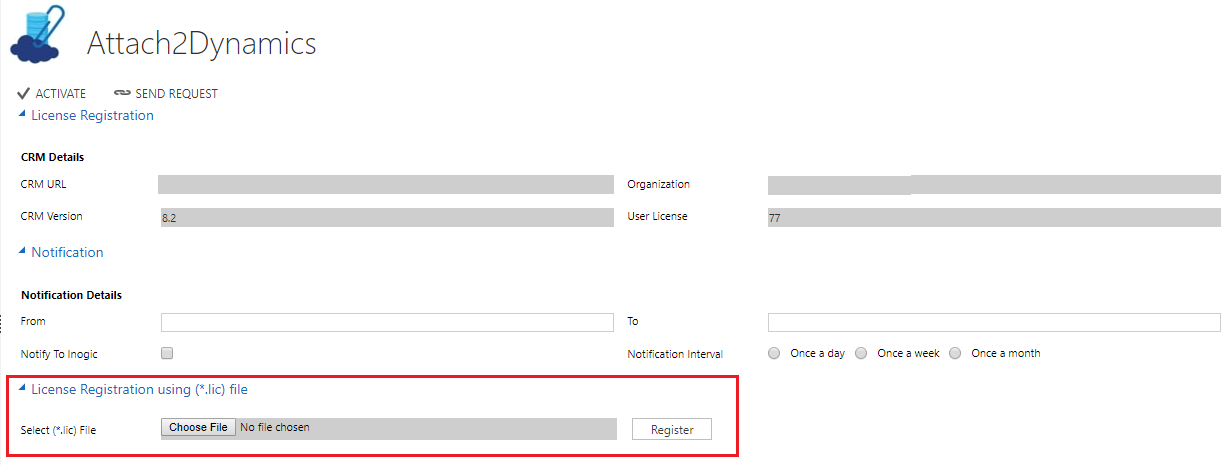 Attach2Dynamics
ACTIVATE SEND REQUEST
License Registration
CRM Details
CRM URL Organization
CRM Version 8.2 User License 77
Notification
Notification Details
From To
Notify To Inogic Notification Interval Once a day Once a week Once a month
License Registration using (*.lic) file
Select (*.lic) File Choose File No file chosen Register